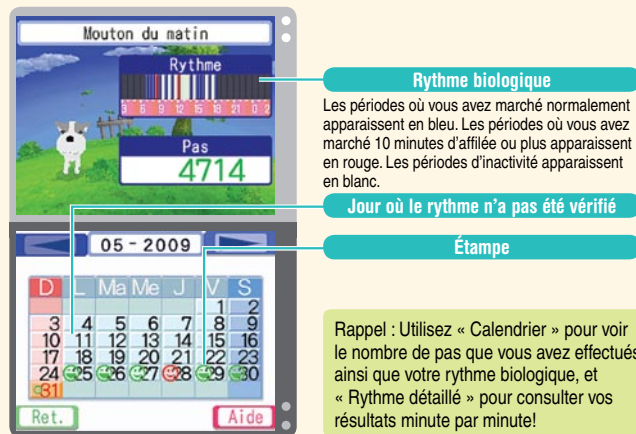 Mouton du matin
Rythme
3 6 9 12 15 18 21 0 2
Pas
4714
Rythme biologique
Les périodes où vous avez marché normalement
apparaissent en bleu. Les périodes où vous avez
marché 10 minutes d’affilée ou plus apparaissent
en rouge. Les périodes d’inactivité apparaissent
en blanc.
Jour où le rythme n’a pas été vérifié
Étampe
05 - 2009
D L Ma Me J V S
1 2
3 4 5 6 7 8 9
10 11 12 13 14 15 16
17 18 19 20 21 22 23
24 25 26 27 28 29 30
31
Ret.
Aide
Rappel : Utilisez « Calendrier » pour voir
le nombre de pas que vous avez effectués
ainsi que votre rythme biologique, et
« Rythme détaillé » pour consulter vos
résultats minute par minute!